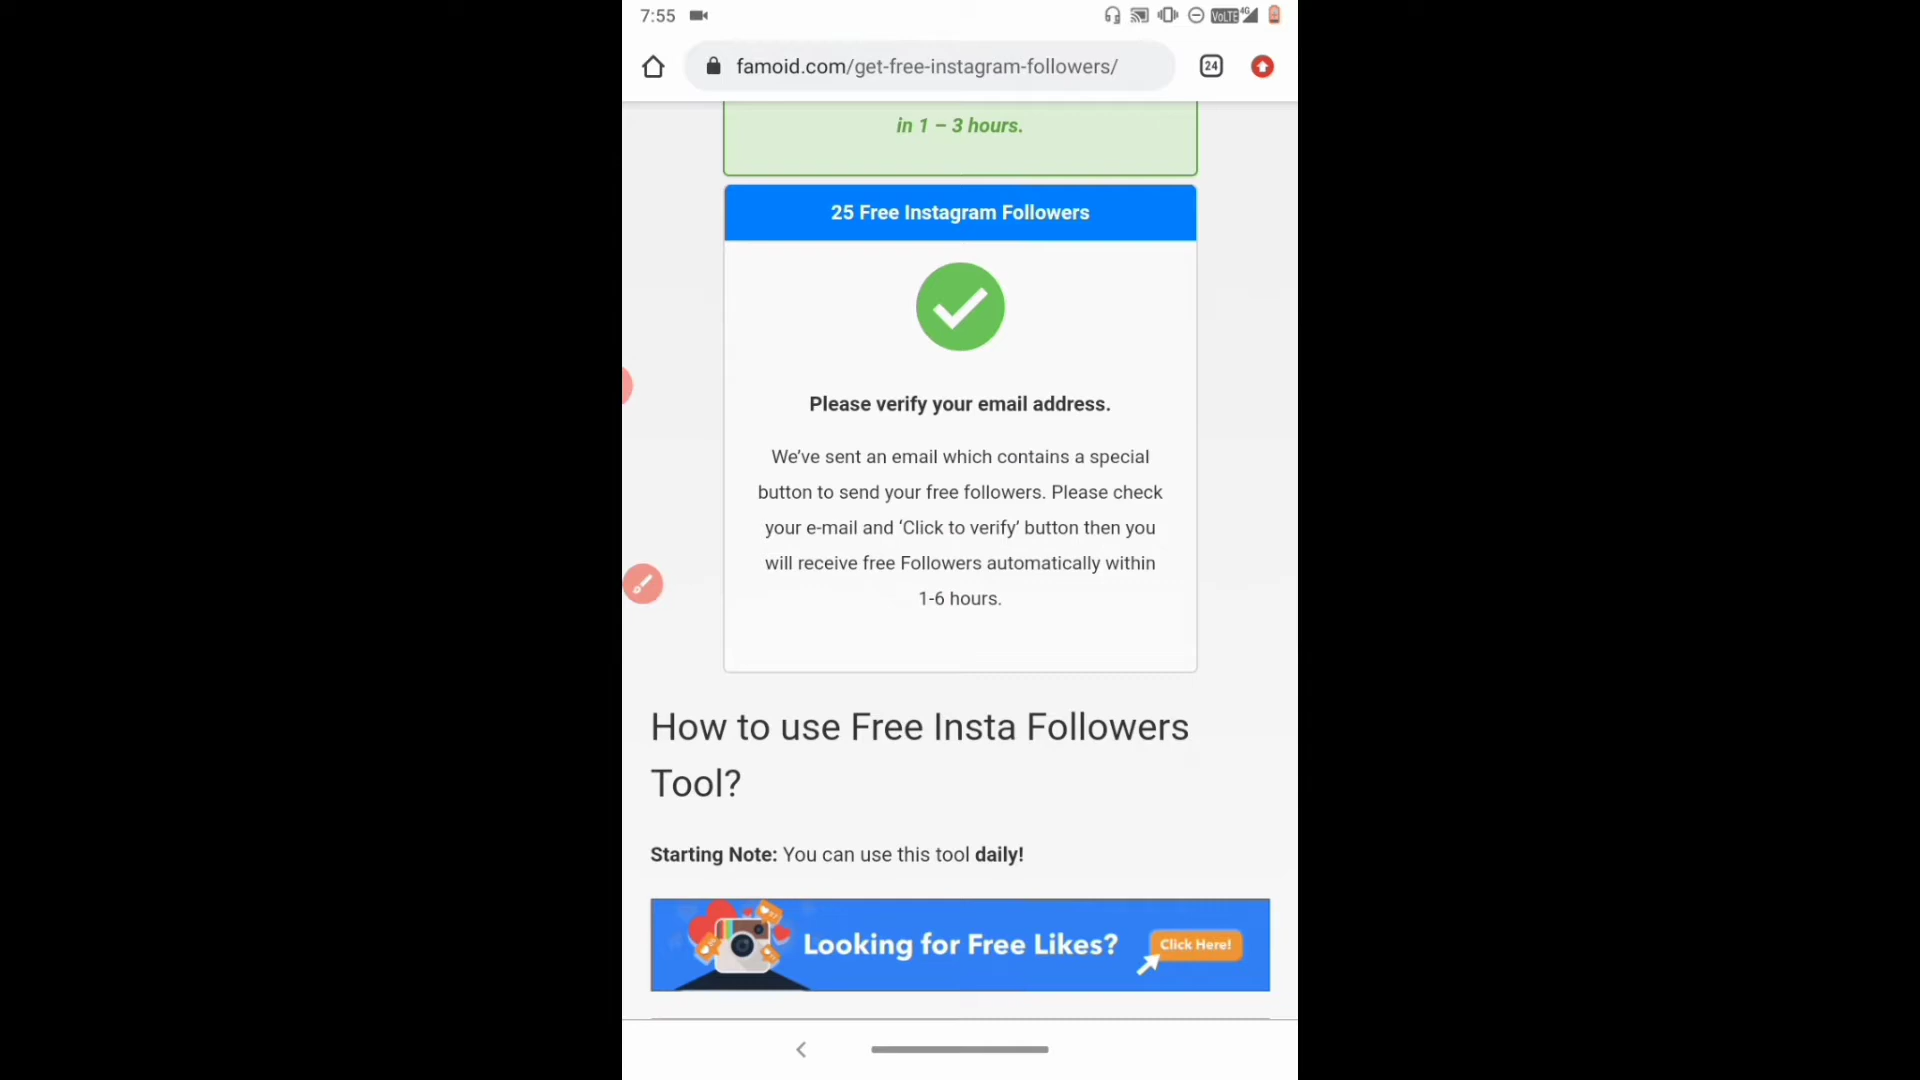 7:55
VoLTE 4G
famoid.com/get-free-instagram-followers/
24
in 1 – 3 hours.
25 Free Instagram Followers
Please verify your email address.
We’ve sent an email which contains a special
button to send your free followers. Please check
your e-mail and ‘Click to verify’ button then you
will receive free Followers automatically within
1-6 hours.
How to use Free Insta Followers
Tool?
Starting Note: You can use this tool daily!
Looking for Free Likes?
Click Here!